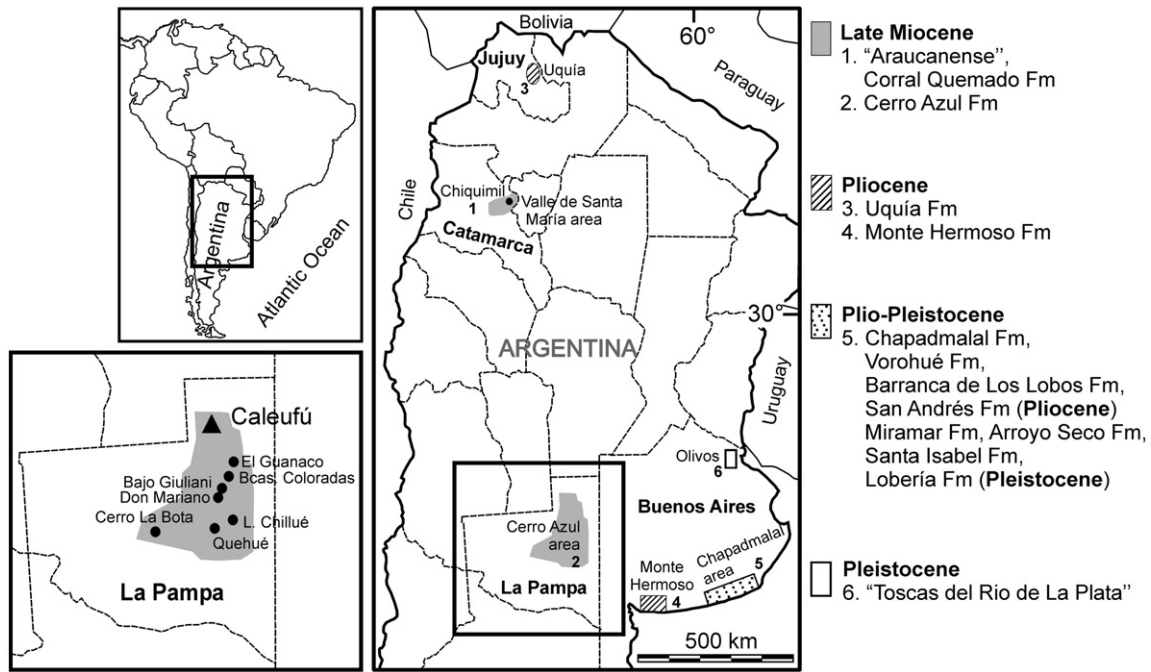 Argentina
Atlantic Ocean
Caleufú
El Guanaco
Bcas. Coloradas
Bajo Giuliani
Don Mariano
Cerro La Bota
L. Chillué
Quehué
La Pampa
Bolivia
60°
Jujuy
Uquía
3
Paraguay
Chile
Chiquimil
1
Valle de Santa
María area
Catamarca
30°
ARGENTINA
Uruguay
Olivos
6
Buenos Aires
Cerro Azul
area
2
La Pampa
Monte
Hermoso
4
Chapadmalal
area
5
500 km
Late Miocene
1. “Araucanense”,
Corral Quemado Fm
2. Cerro Azul Fm
Pliocene
3. Uquía Fm
4. Monte Hermoso Fm
Plio-Pleistocene
5. Chapadmalal Fm,
Vorohué Fm,
Barranca de Los Lobos Fm,
San Andrés Fm (Pliocene)
Miramar Fm, Arroyo Seco Fm,
Santa Isabel Fm,
Lobería Fm (Pleistocene)
Pleistocene
6. “Toscas del Rio de La Plata”